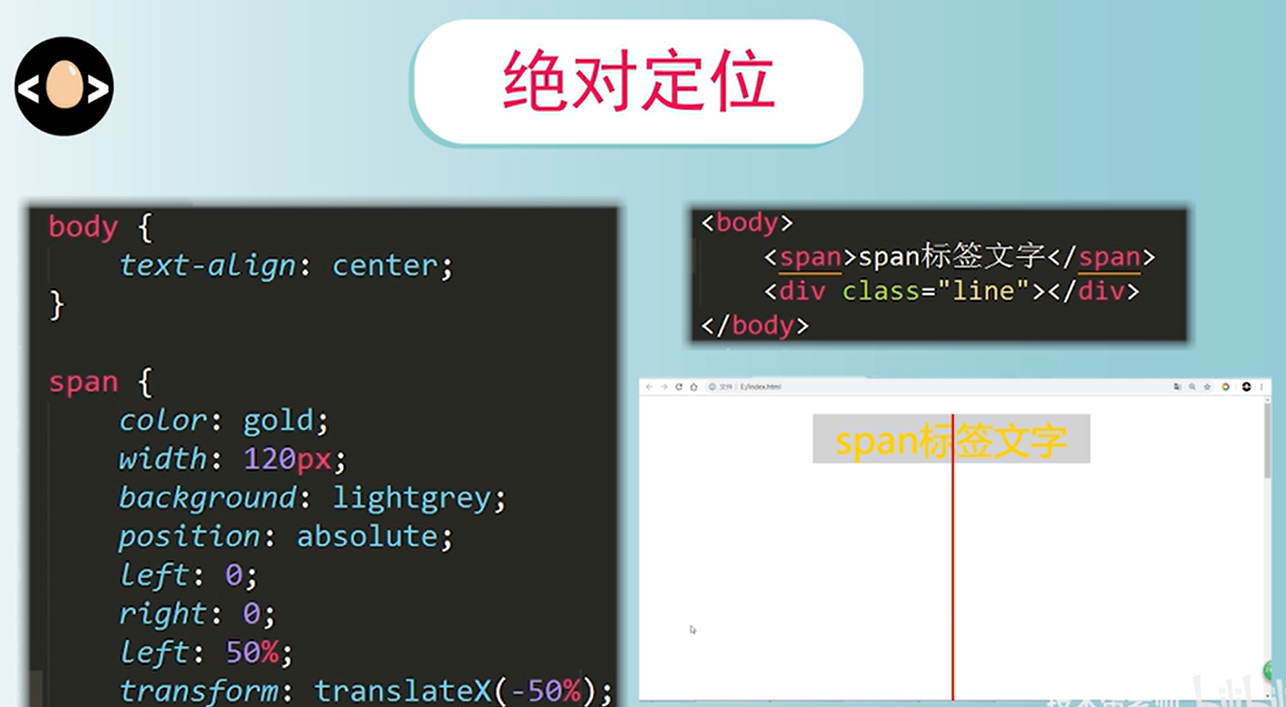 绝对定位
body {
text-align: center;
}
span {
color: gold;
width: 120px;
background: lightgrey;
position: absolute;
left: 0;
right: 0;
left: 50%;
transform: translateX(-50%);
<body>
<span>span标签文字</span>
<div class="line"></div>
</body>
文件 | E:/index.html
span标签文字
bilibili